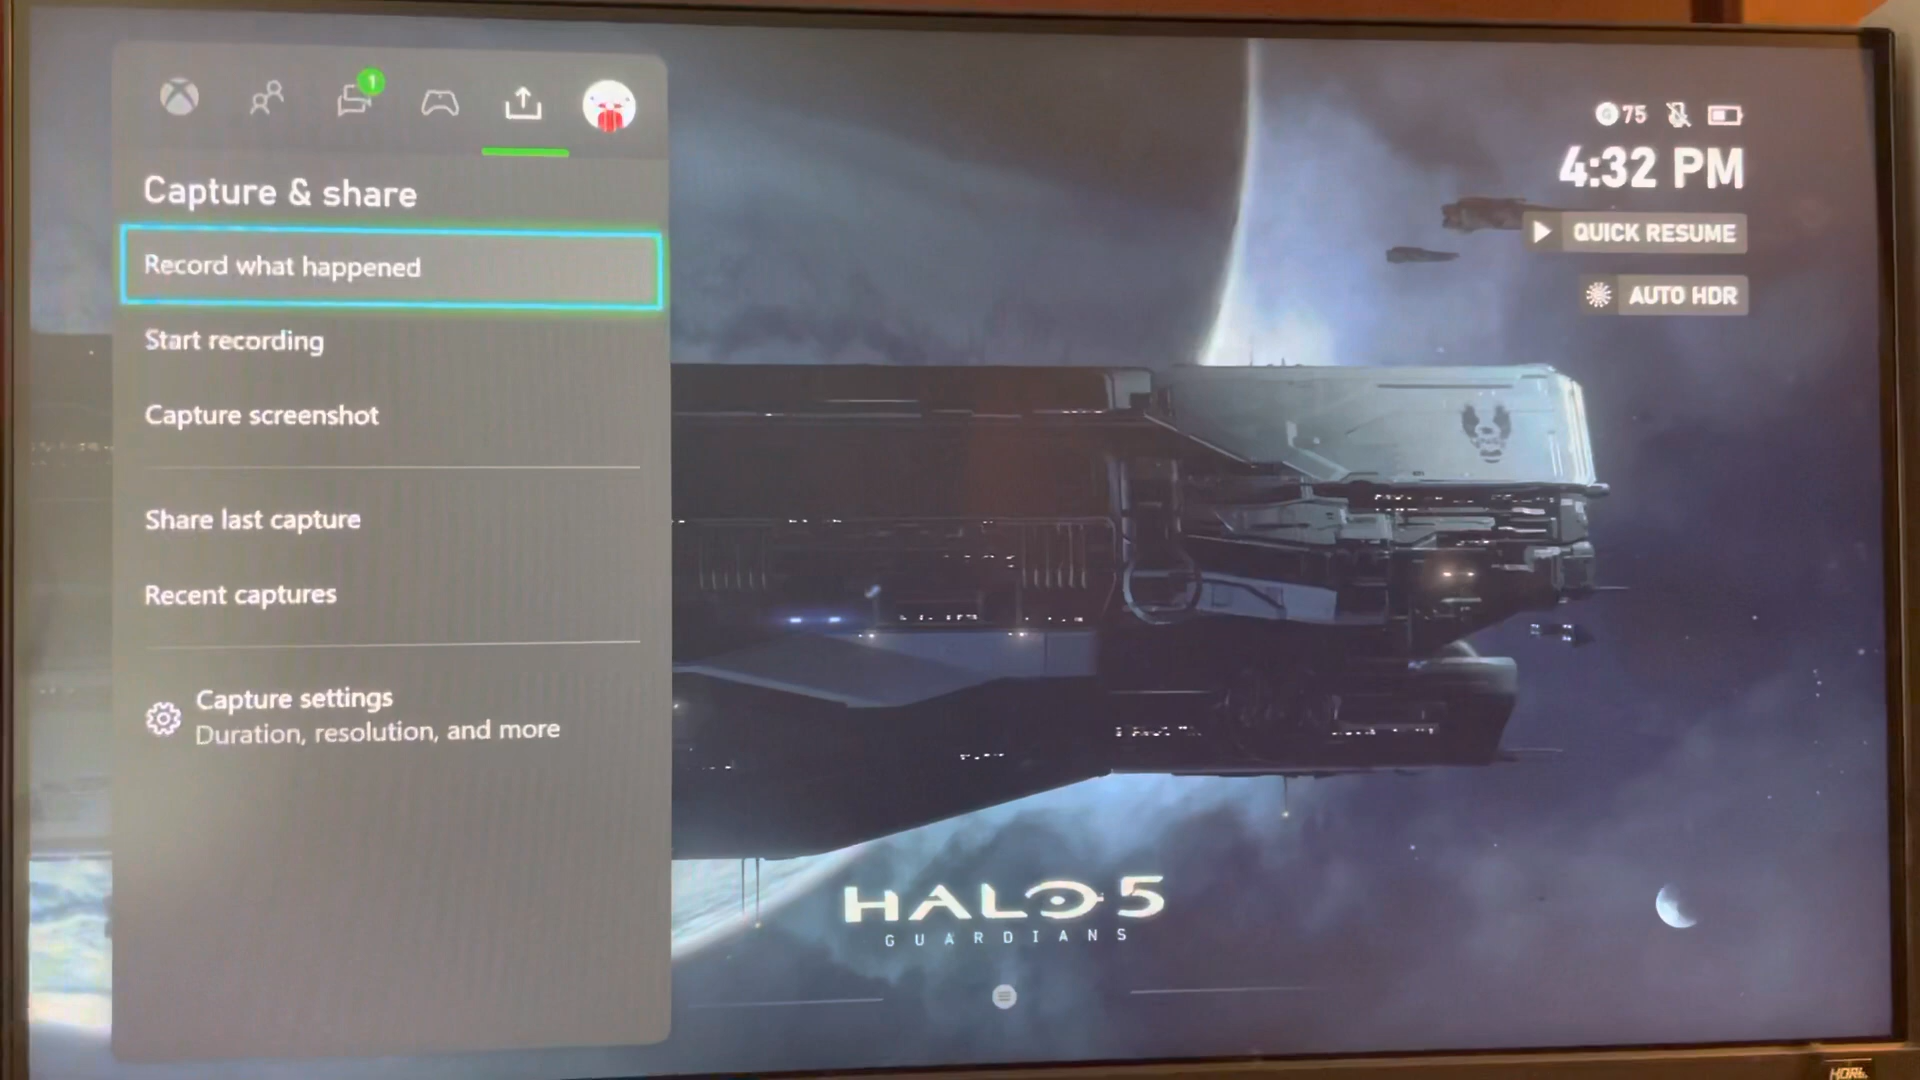 1
Capture & share
Record what happened
Start recording
Capture screenshot
Share last capture
Recent captures
Capture settings
Duration, resolution, and more
G 75
4:32 PM
QUICK RESUME
AUTO HDR
HALO 5
GUARDIANS